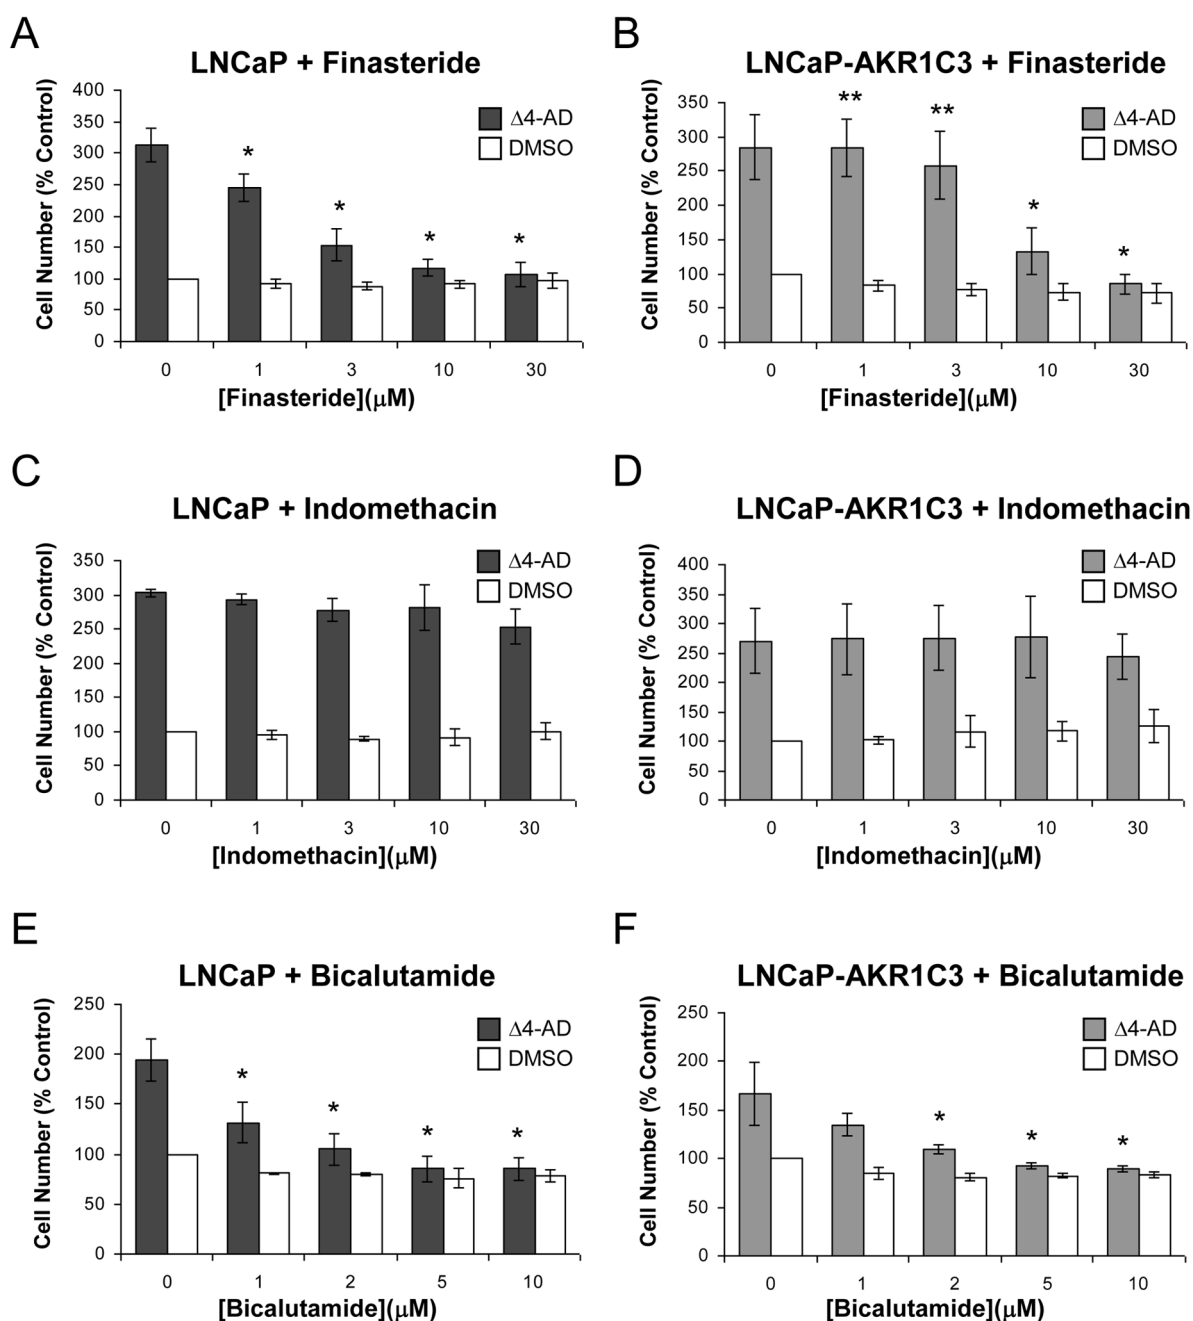 A
LNCaP + Finasteride
Cell Number (% Control)
400
350
300
250
200
150
100
50
0
Δ4-AD
DMSO
*
*
*
*
0 1 3 10 30
[Finasteride](μM)
B
LNCaP-AKR1C3 + Finasteride
Cell Number (% Control)
350
300
250
200
150
100
50
0
Δ4-AD
DMSO
**
**
*
*
0 1 3 10 30
[Finasteride](μM)
C
LNCaP + Indomethacin
Cell Number (% Control)
350
300
250
200
150
100
50
0
Δ4-AD
DMSO
0 1 3 10 30
[Indomethacin](μM)
D
LNCaP-AKR1C3 + Indomethacin
Cell Number (% Control)
400
350
300
250
200
150
100
50
0
Δ4-AD
DMSO
0 1 3 10 30
[Indomethacin](μM)
E
LNCaP + Bicalutamide
Cell Number (% Control)
250
200
150
100
50
0
Δ4-AD
DMSO
*
*
*
*
0 1 2 5 10
[Bicalutamide](μM)
F
LNCaP-AKR1C3 + Bicalutamide
Cell Number (% Control)
250
200
150
100
50
0
Δ4-AD
DMSO
*
*
*
0 1 2 5 10
[Bicalutamide](μM)